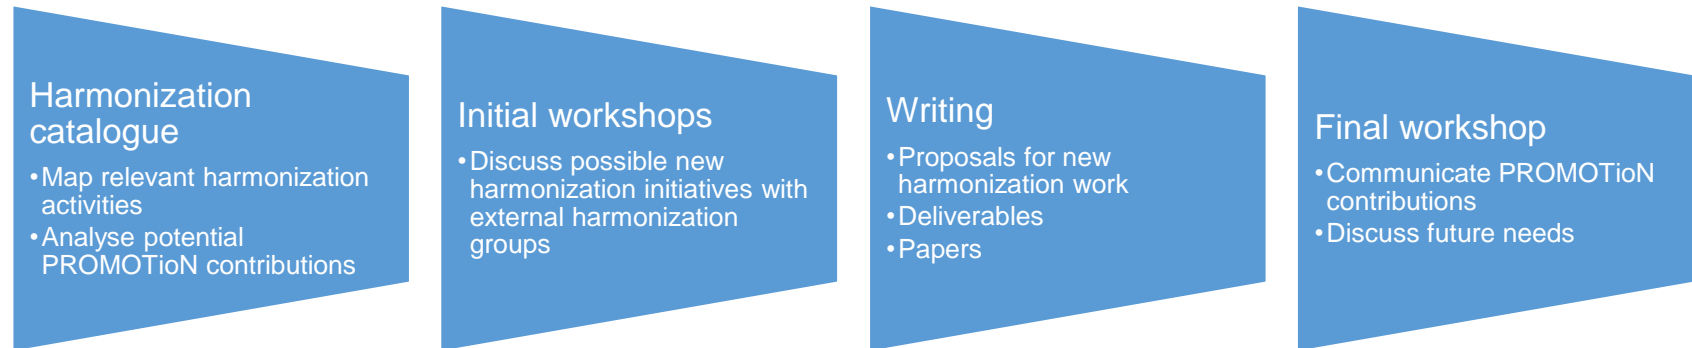 Harmonization
catalogue
•Map relevant harmonization
activities
•Analyse potential
PROMOTioN contributions
Initial workshops
•Discuss possible new
harmonization initiatives with
external harmonization
groups
Writing
•Proposals for new
harmonization work
•Deliverables
•Papers
Final workshop
•Communicate PROMOTioN
contributions
•Discuss future needs